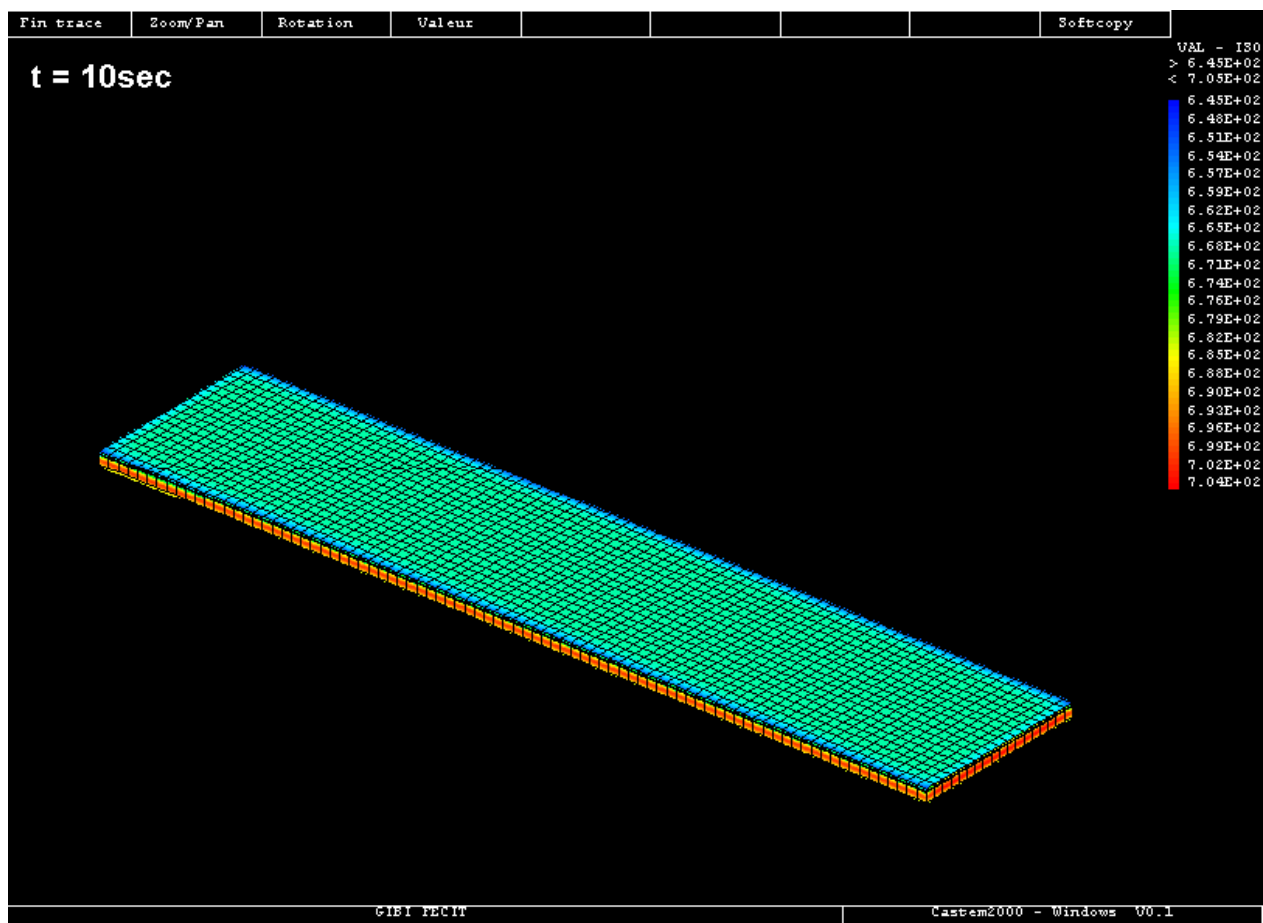 Fin trace Zoom/Pan Rotation Valeur Softcopy
VAL - ISO
> 6.45E+02
< 7.05E+02
t = 10sec
6.45E+02
6.48E+02
6.51E+02
6.54E+02
6.57E+02
6.59E+02
6.62E+02
6.65E+02
6.68E+02
6.71E+02
6.74E+02
6.76E+02
6.79E+02
6.82E+02
6.85E+02
6.88E+02
6.90E+02
6.93E+02
6.96E+02
6.99E+02
7.02E+02
7.04E+02
GIBI FECIT Castem2000 - Windows V0.1